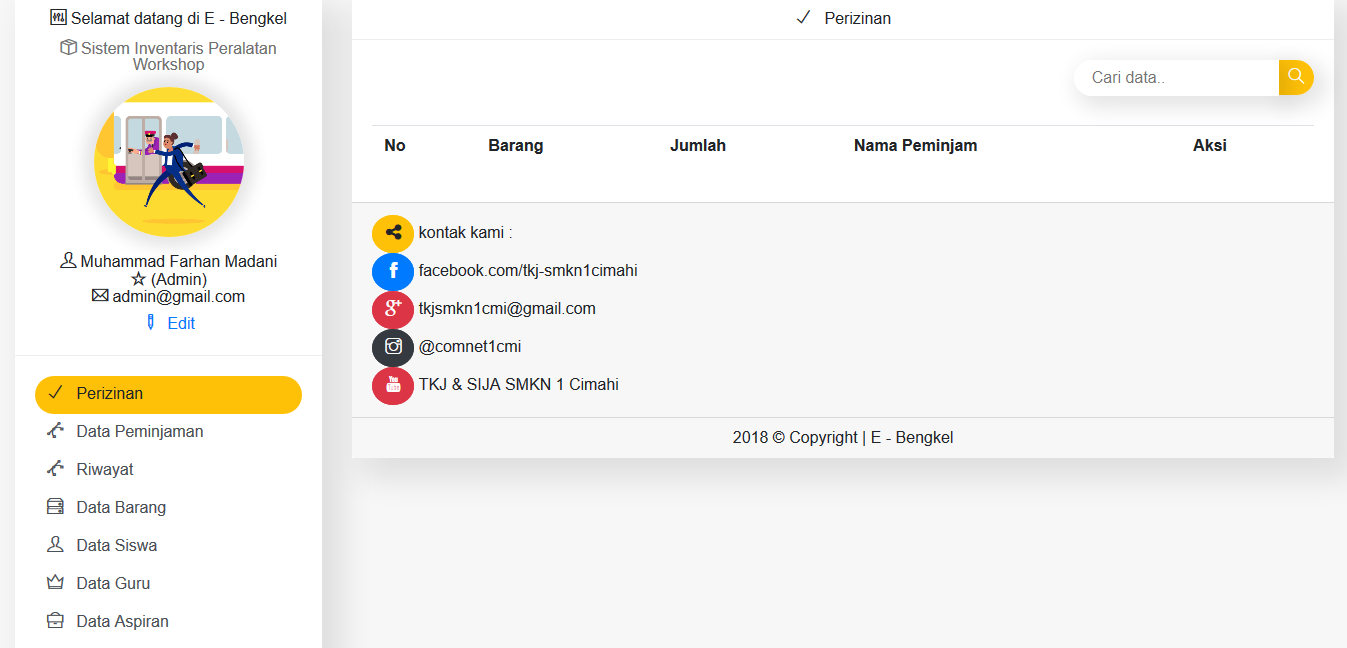 Selamat datang di E - Bengkel
Sistem Inventaris Peralatan
Workshop
Muhammad Farhan Madani
(Admin)
admin@gmail.com
Edit
Perizinan
Data Peminjaman
Riwayat
Data Barang
Data Siswa
Data Guru
Data Aspiran
Perizinan
Cari data..
No Barang Jumlah Nama Peminjam Aksi
kontak kami :
facebook.com/tkj-smkn1cimahi
tkjsmkn1cmi@gmail.com
@comnet1cmi
TKJ & SIJA SMKN 1 Cimahi
2018 © Copyright | E - Bengkel